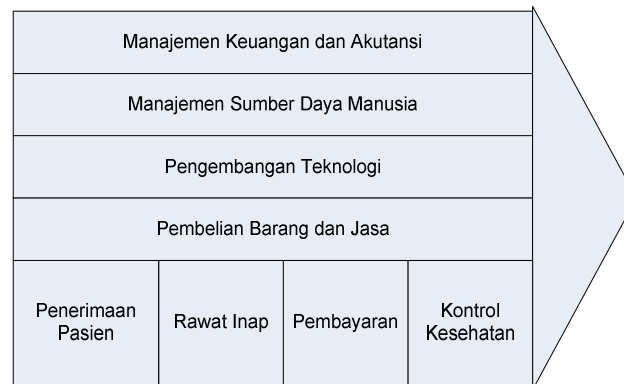 Manajemen Keuangan dan Akutansi
Manajemen Sumber Daya Manusia
Pengembangan Teknologi
Pembelian Barang dan Jasa
Penerimaan
Pasien
Rawat Inap
Pembayaran
Kontrol
Kesehatan